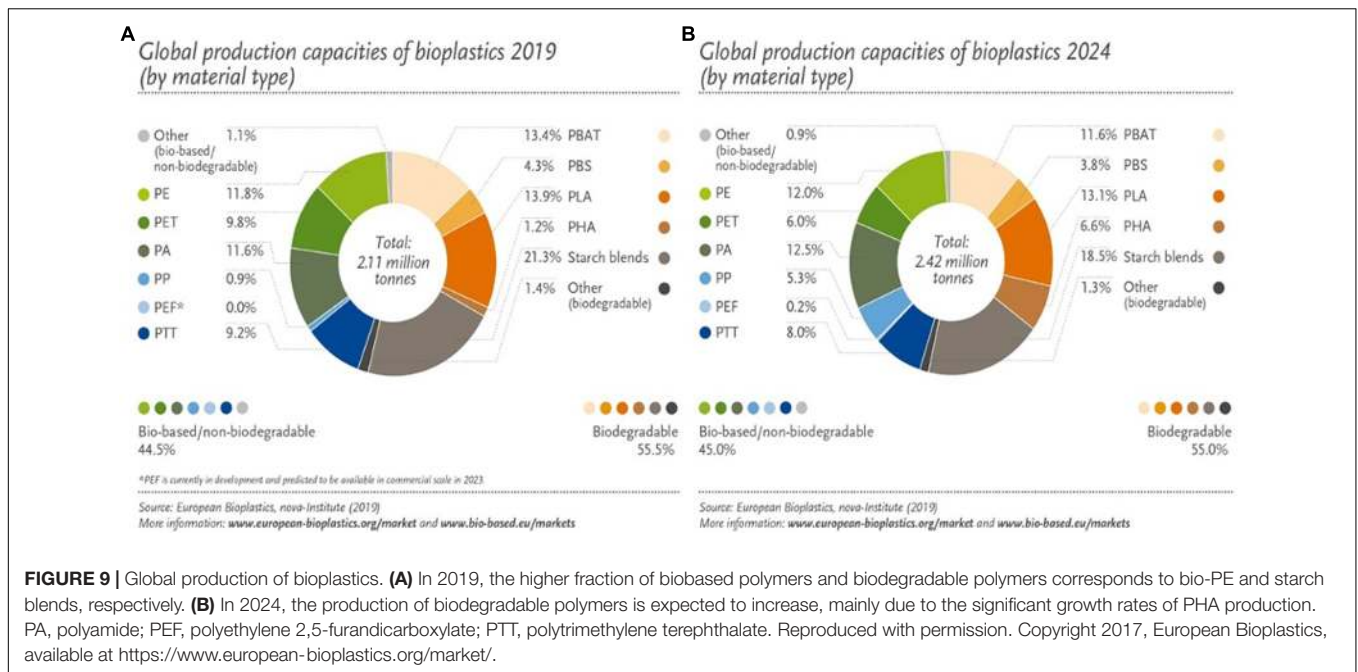 A
Global production capacities of bioplastics 2019
(by material type)
Other 1.1%
(bio-based/
non-biodegradable)
PE 11.8%
PET 9.8%
PA 11.6%
PP 0.9%
PEF* 0.0%
PTT 9.2%
Total:
2.11 million
tonnes
13.4% PBAT
4.3% PBS
13.9% PLA
1.2% PHA
21.3% Starch blends
1.4% Other
(biodegradable)
Bio-based/non-biodegradable
44.5%
Biodegradable
55.5%
*PEF is currently in development and predicted to be available in commercial scale in 2023.
Source: European Bioplastics, nova-Institute (2019)
More information: www.european-bioplastics.org/market and www.bio-based.eu/markets
B
Global production capacities of bioplastics 2024
(by material type)
Other 0.9%
(bio-based/
non-biodegradable)
PE 12.0%
PET 6.0%
PA 12.5%
PP 5.3%
PEF 0.2%
PTT 8.0%
Total:
2.42 million
tonnes
11.6% PBAT
3.8% PBS
13.1% PLA
6.6% PHA
18.5% Starch blends
1.3% Other
(biodegradable)
Bio-based/non-biodegradable
45.0%
Biodegradable
55.0%
Source: European Bioplastics, nova-Institute (2019)
More information: www.european-bioplastics.org/market and www.bio-based.eu/markets
FIGURE 9 | Global production of bioplastics. (A) In 2019, the higher fraction of biobased polymers and biodegradable polymers corresponds to bio-PE and starch
blends, respectively. (B) In 2024, the production of biodegradable polymers is expected to increase, mainly due to the significant growth rates of PHA production.
PA, polyamide; PEF, polyethylene 2,5-furandicarboxylate; PTT, polytrimethylene terephthalate. Reproduced with permission. Copyright 2017, European Bioplastics,
available at https://www.european-bioplastics.org/market/.